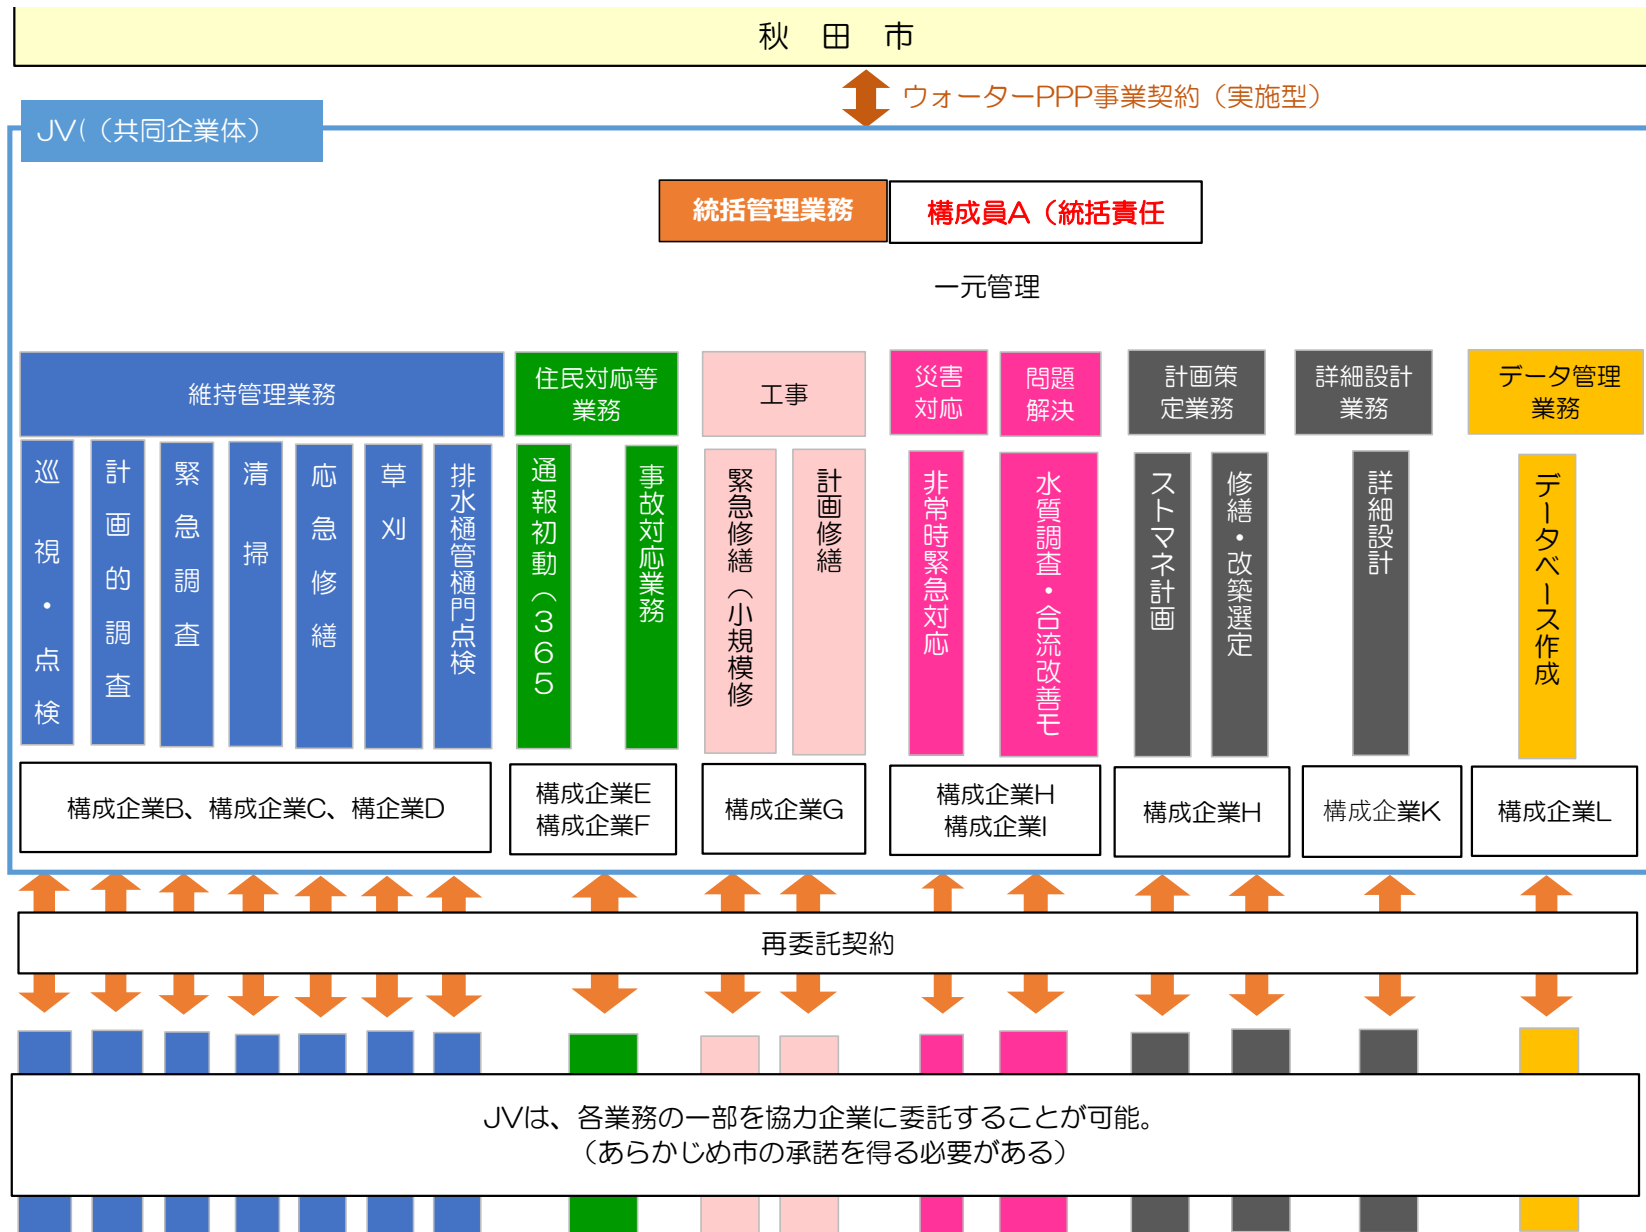 秋 田 市
ウォーターPPP事業契約（実施型）
JV(（共同企業体）
統括管理業務
構成員A（統括責任
一元管理
維持管理業務
住民対応等
業務
工事
災害
対応
問題
解決
計画策
定業務
詳細設計
業務
データ管理
業務
巡視・点検
計画的調査
緊急調査
清掃
応急修繕
草刈
排水樋管樋門点検
通報初動（365
事故対応業務
緊急修繕（小規模修
計画修繕
非常時緊急対応
水質調査・合流改善モ
ストマネ計画
修繕・改築選定
詳細設計
データベース作成
構成企業B、構成企業C、構企業D
構成企業E
構成企業F
構成企業G
構成企業H
構成企業I
構成企業H
構成企業K
構成企業L
再委託契約
JVは、各業務の一部を協力企業に委託することが可能。
（あらかじめ市の承諾を得る必要がある）